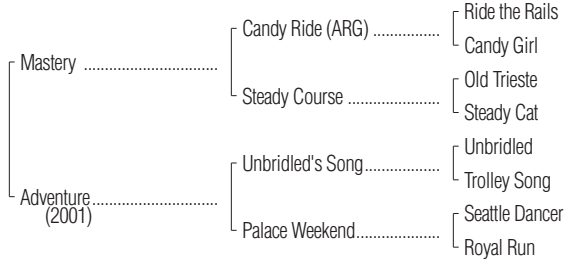 Ride the Rails
Candy Ride (ARG) ................
Candy Girl
Mastery ...............................
Old Trieste
Steady Course ......................
Steady Cat
Unbridled
Unbridled's Song...................
Trolley Song
Adventure.............................
(2001)
Seattle Dancer
Palace Weekend....................
Royal Run